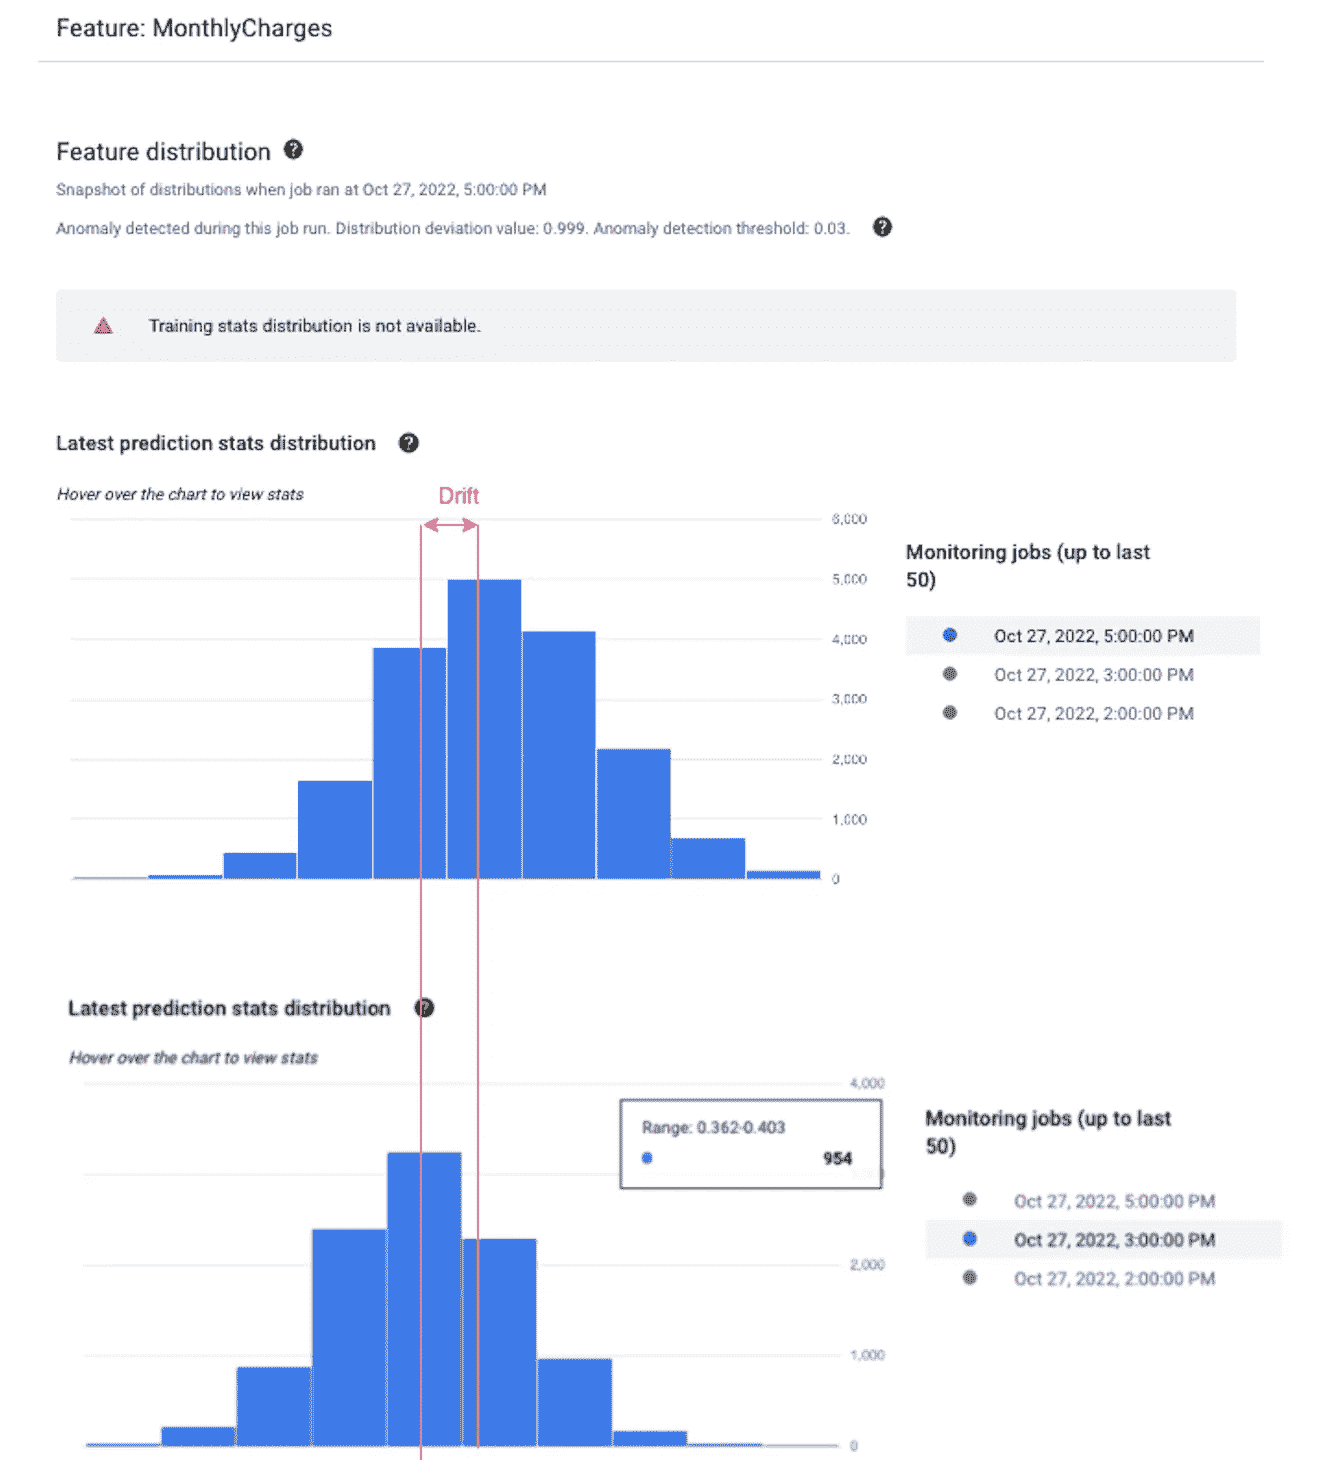 Feature: MonthlyCharges
Feature distribution ?
Snapshot of distributions when job ran at Oct 27, 2022, 5:00:00 PM
Anomaly detected during this job run. Distribution deviation value: 0.999. Anomaly detection threshold: 0.03. ?
Training stats distribution is not available.
Latest prediction stats distribution ?
Hover over the chart to view stats
Drift
6,000
5,000
4,000
3,000
2,000
1,000
0
Monitoring jobs (up to last
50)
Oct 27, 2022, 5:00:00 PM
Oct 27, 2022, 3:00:00 PM
Oct 27, 2022, 2:00:00 PM
Latest prediction stats distribution ?
Hover over the chart to view stats
4,000
Range: 0.362-0.403
954
2,000
1,000
0
Monitoring jobs (up to last
50)
Oct 27, 2022, 5:00:00 PM
Oct 27, 2022, 3:00:00 PM
Oct 27, 2022, 2:00:00 PM